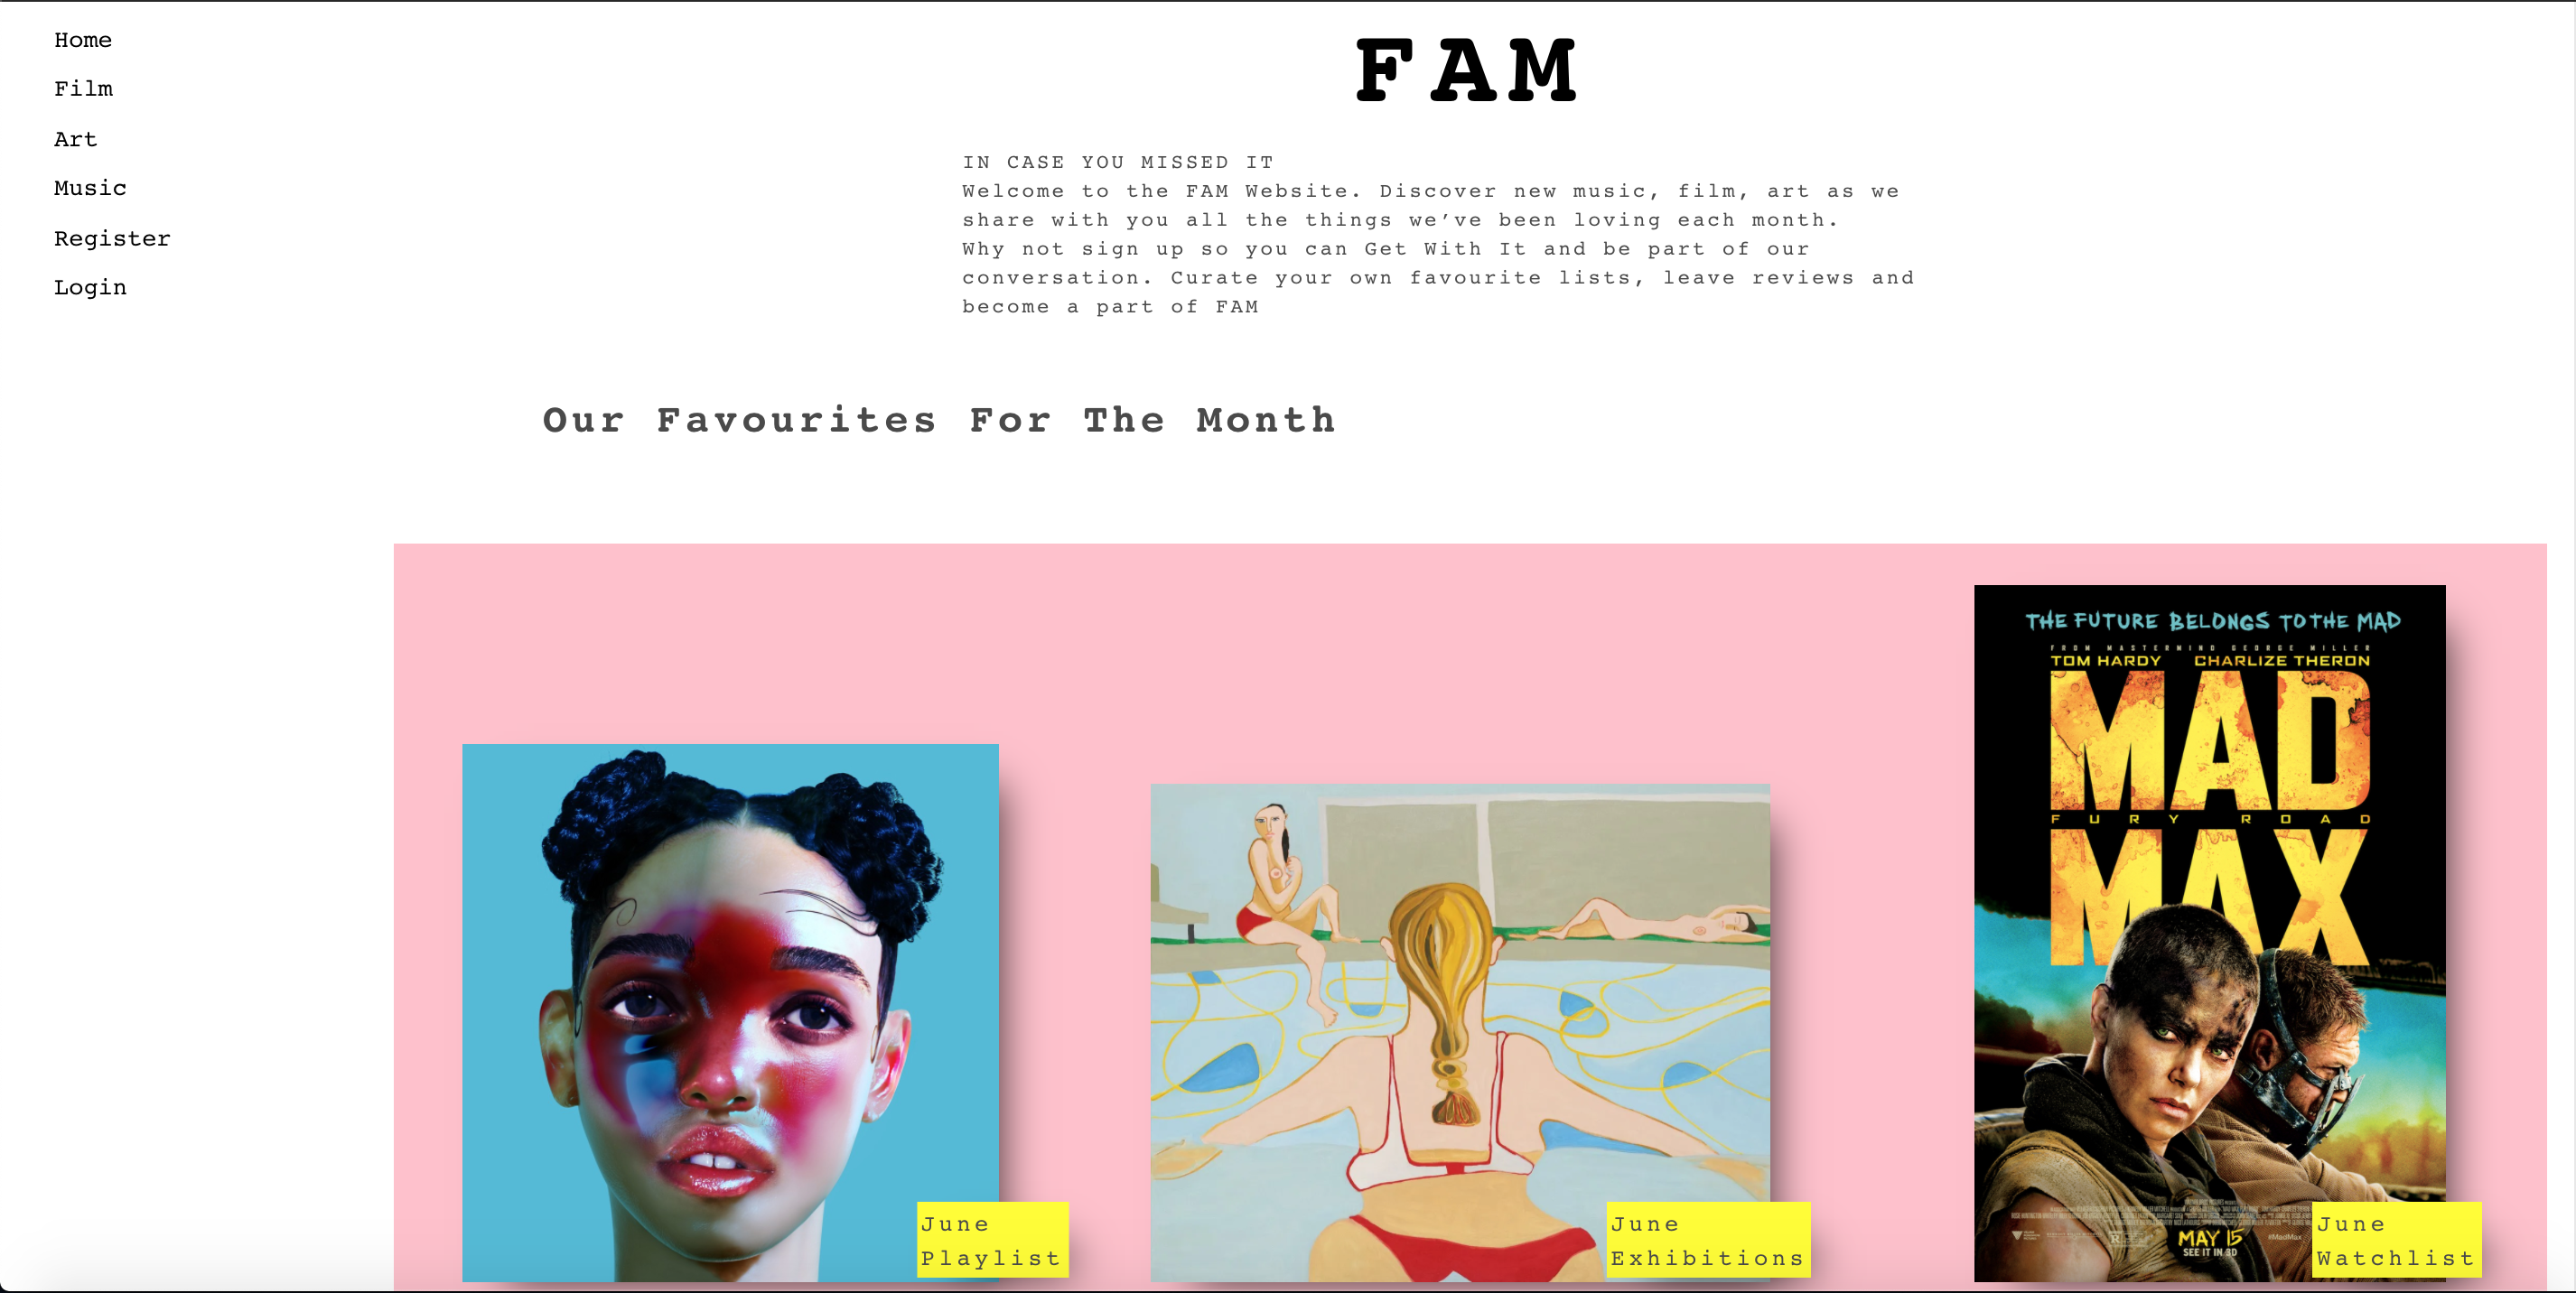 Home
Film
Art
Music
Register
Login
FAM
IN CASE YOU MISSED IT
Welcome to the FAM Website. Discover new music, film, art as we
share with you all the things we’ve been loving each month.
Why not sign up so you can Get With It and be part of our
conversation. Curate your own favourite lists, leave reviews and
become a part of FAM
Our Favourites For The Month
June
Playlist
June
Exhibitions
THE FUTURE BELONGS TO THE MAD
FROM MASTERMIND GEORGE MILLER
TOM HARDY CHARLIZE THERON
MAD
FURY ROAD
MAX
MAY 15
SEE IT IN 3D
#MadMax
June
Watchlist